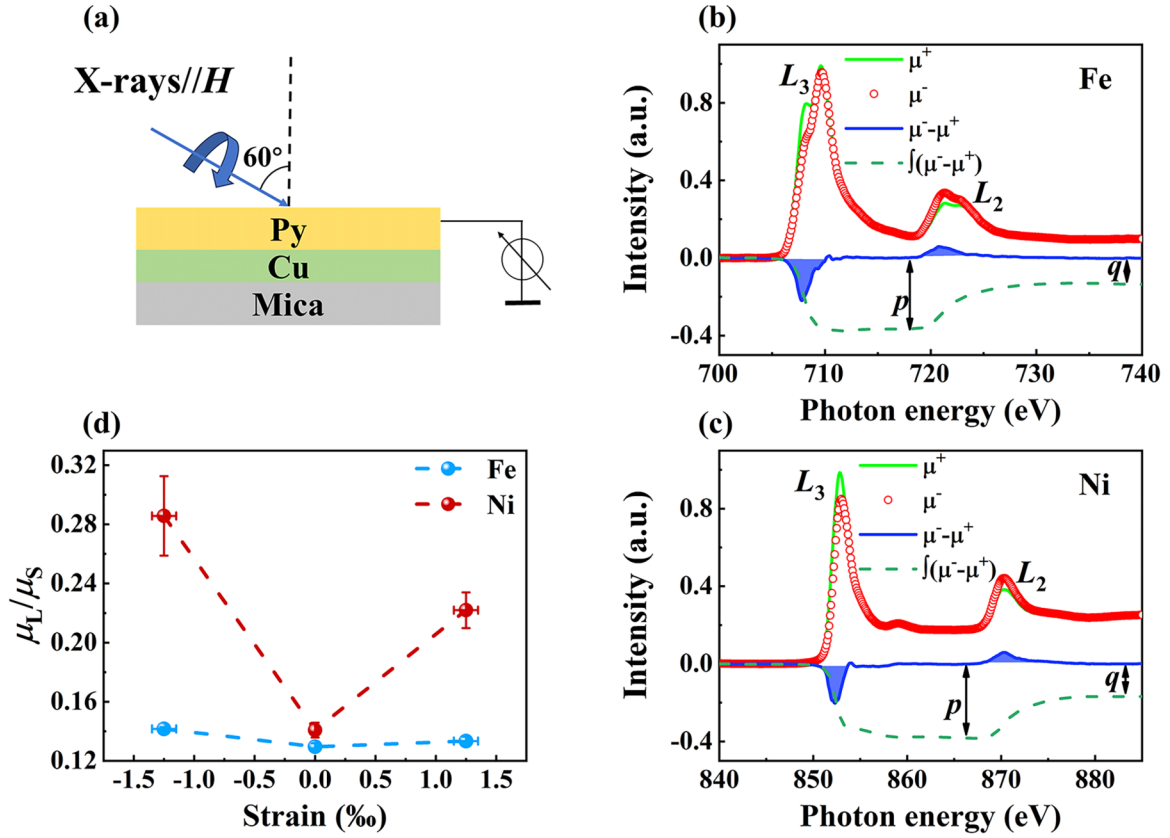 (a)
X-rays//H
60°
Py
Cu
Mica
(b)
Fe
L3
L2
μ+
μ-
μ--μ+
∫(μ--μ+)
p
q
Intensity (a.u.)
0.8
0.4
0.0
-0.4
700 710 720 730 740
Photon energy (eV)
(d)
Fe
Ni
μL/μS
0.32
0.28
0.24
0.20
0.16
0.12
-1.5 -1.0 -0.5 0.0 0.5 1.0 1.5
Strain (‰)
(c)
Ni
L3
L2
μ+
μ-
μ--μ+
∫(μ--μ+)
p
q
Intensity (a.u.)
0.8
0.4
0.0
-0.4
840 850 860 870 880
Photon energy (eV)